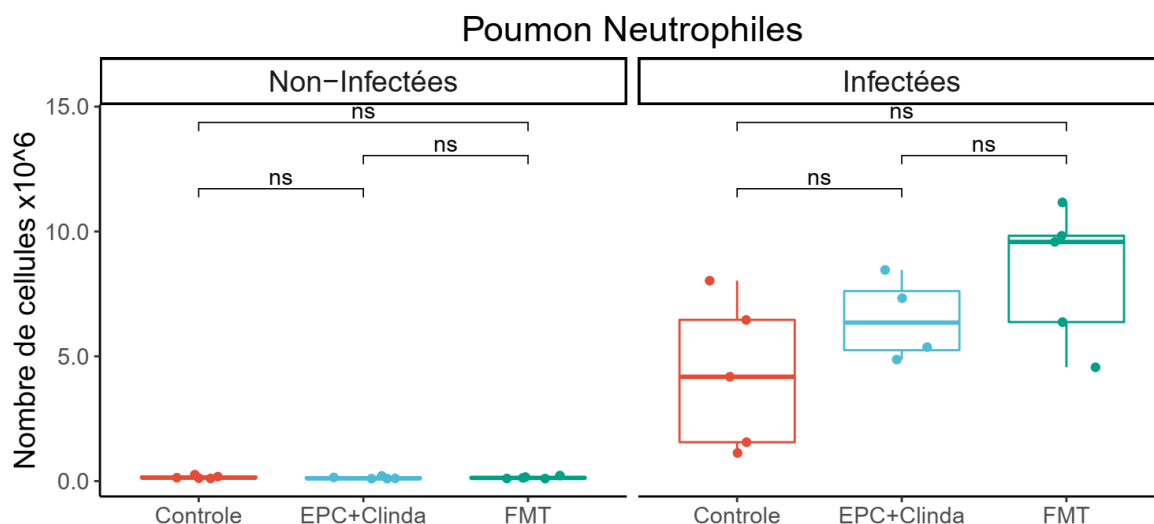 Poumon Neutrophiles
Non−Infectées
Infectées
Nombre de cellules x10^6
15.0
10.0
5.0
0.0
ns
ns
ns
ns
ns
ns
Controle
EPC+Clinda
FMT
Controle
EPC+Clinda
FMT